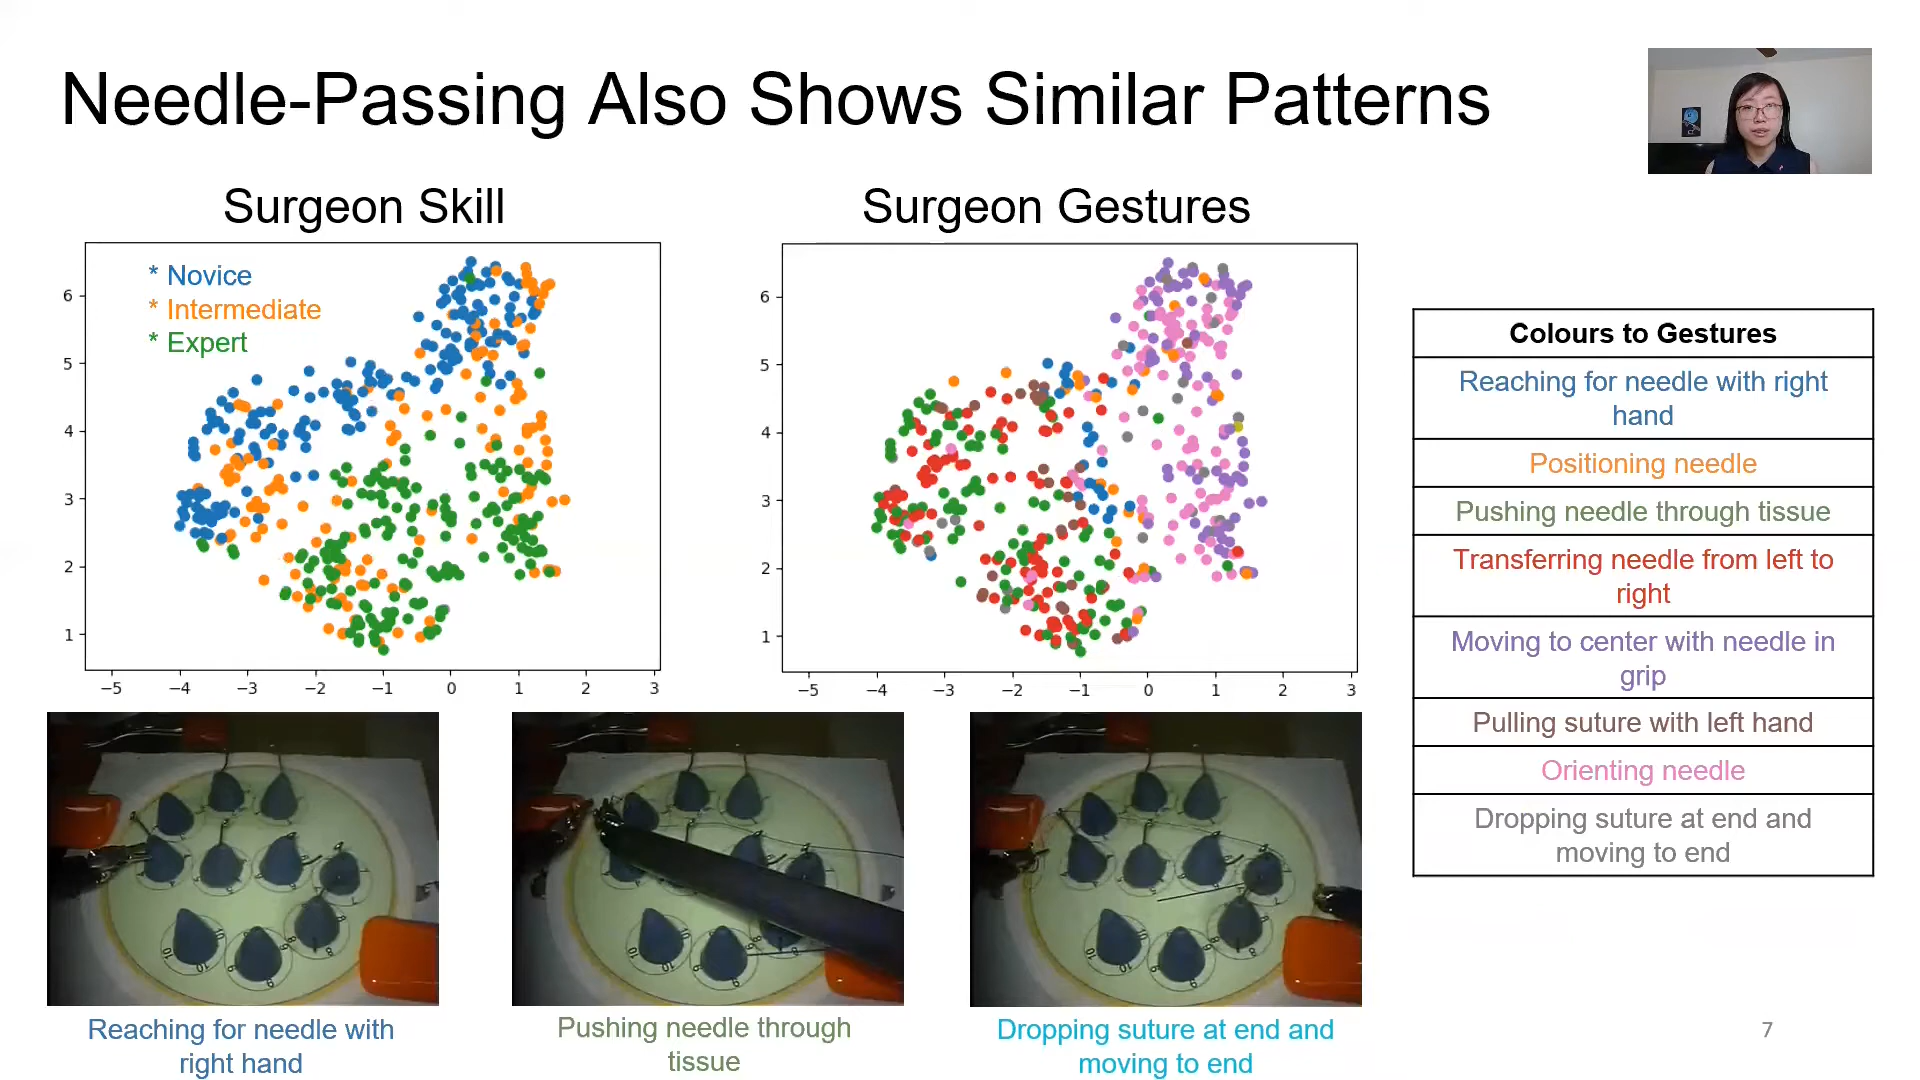 Needle-Passing Also Shows Similar Patterns
Surgeon Skill
Surgeon Gestures
* Novice
* Intermediate
* Expert
6
5
4
3
2
1
−5 −4 −3 −2 −1 0 1 2 3
6
5
4
3
2
1
−5 −4 −3 −2 −1 0 1 2 3
Colours to Gestures
Reaching for needle with right
hand
Positioning needle
Pushing needle through tissue
Transferring needle from left to
right
Moving to center with needle in
grip
Pulling suture with left hand
Orienting needle
Dropping suture at end and
moving to end
Reaching for needle with
right hand
Pushing needle through
tissue
Dropping suture at end and
moving to end
7